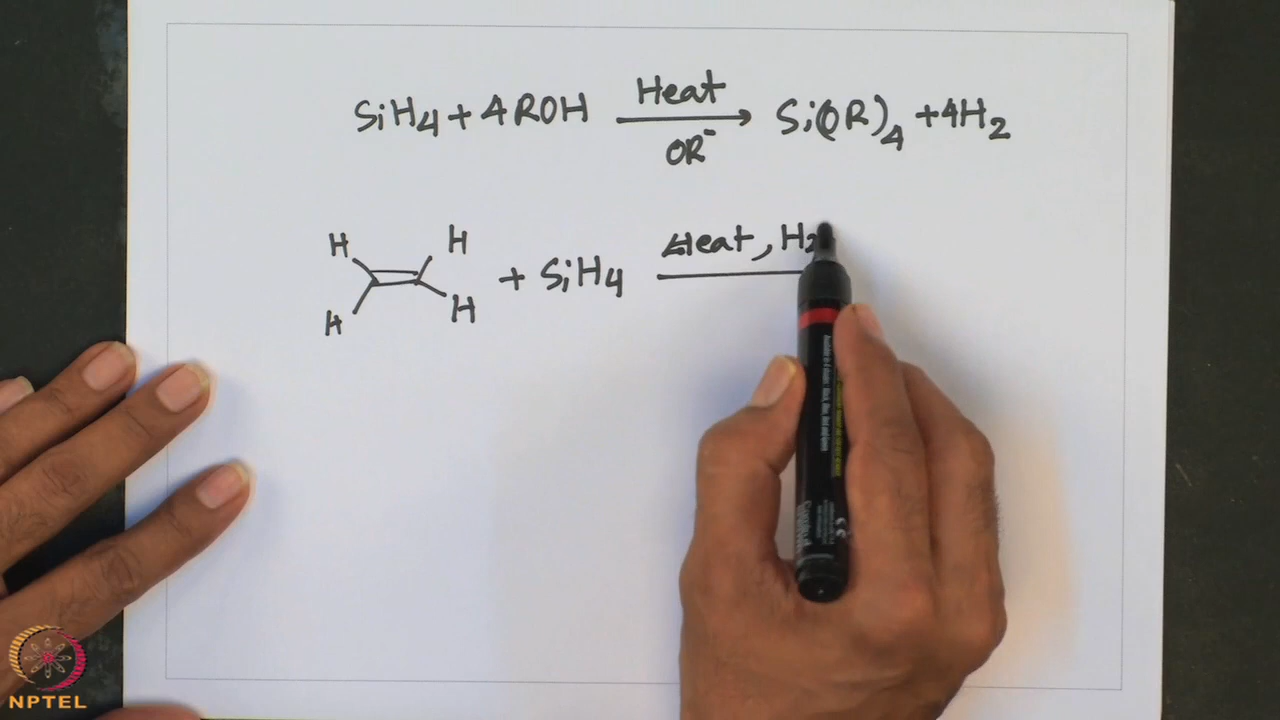 Heat
SiH4 + 4ROH → Si(OR)4 + 4H2
OR⁻
H H Heat, H2
+ SiH4
H H
NPTEL